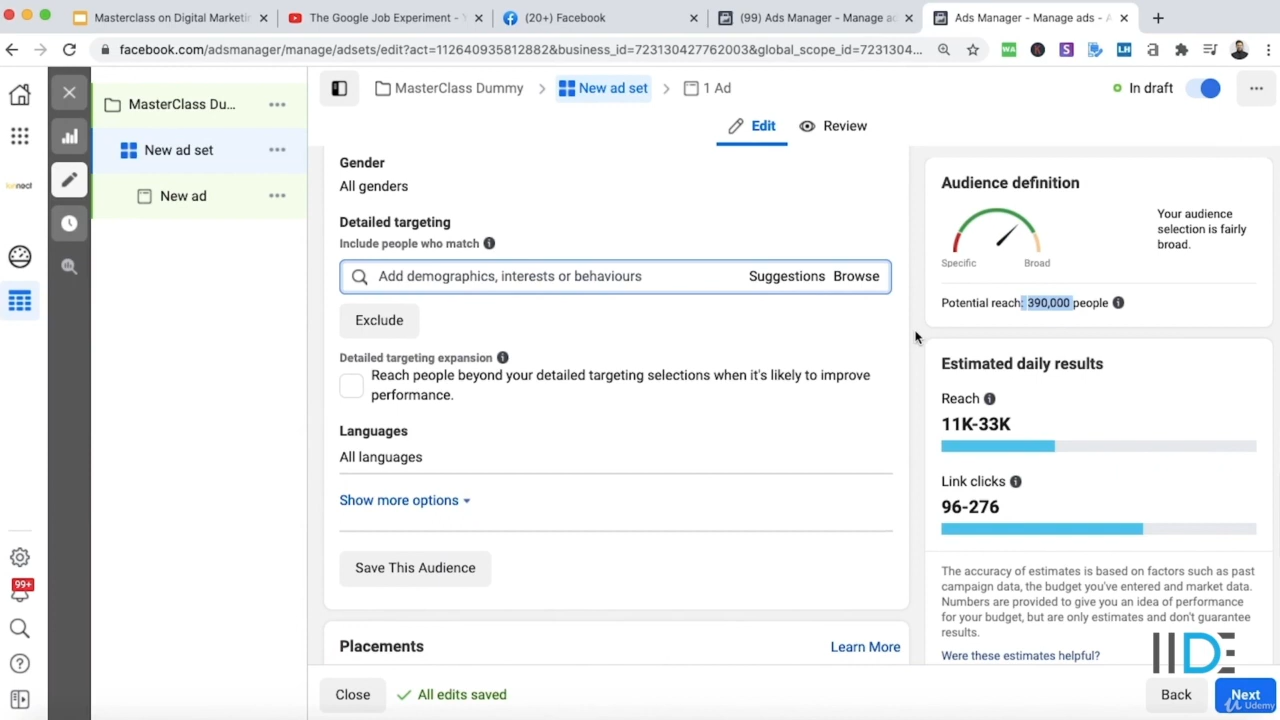 Masterclass on Digital Marketi
The Google Job Experiment - Y
(20+) Facebook
(99) Ads Manager - Manage ad
Ads Manager - Manage ads - A
facebook.com/adsmanager/manage/adsets/edit?act=112640935812882&business_id=723130427762003&global_scope_id=7231304...
WA
K
S
LH
a
MasterClass Dummy
New ad set
1 Ad
In draft
MasterClass Du...
New ad set
New ad
Edit
Review
Gender
All genders
Detailed targeting
Include people who match
Add demographics, interests or behaviours
Suggestions
Browse
Exclude
Detailed targeting expansion
Reach people beyond your detailed targeting selections when it's likely to improve
performance.
Languages
All languages
Show more options
Save This Audience
Placements
Learn More
Close
All edits saved
Back
Next
Audience definition
Your audience
selection is fairly
broad.
Specific
Broad
Potential reach: 390,000 people
Estimated daily results
Reach
11K-33K
Link clicks
96-276
The accuracy of estimates is based on factors such as past
campaign data, the budget you've entered and market data.
Numbers are provided to give you an idea of performance
for your budget, but are only estimates and don't guarantee
results.
Were these estimates helpful?
IIDE
Udemy
99+